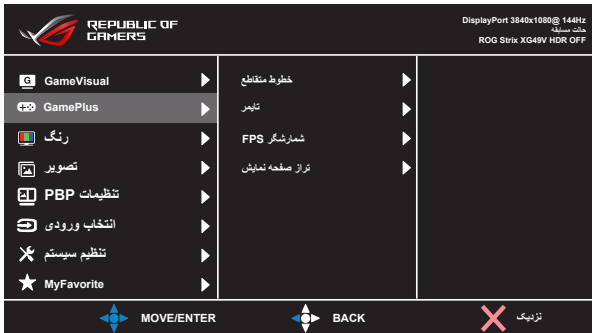 REPUBLIC OF
GAMERS
DisplayPort 3840x1080@ 144Hz
حالت مسابقه
ROG Strix XG49V HDR OFF
GameVisual
GamePlus
رنگ
تصویر
تنظیمات PBP
انتخاب ورودی
تنظیم سیستم
MyFavorite
خطوط متقاطع
تایمر
شمارشگر FPS
تراز صفحه نمایش
MOVE/ENTER
BACK
نزدیک